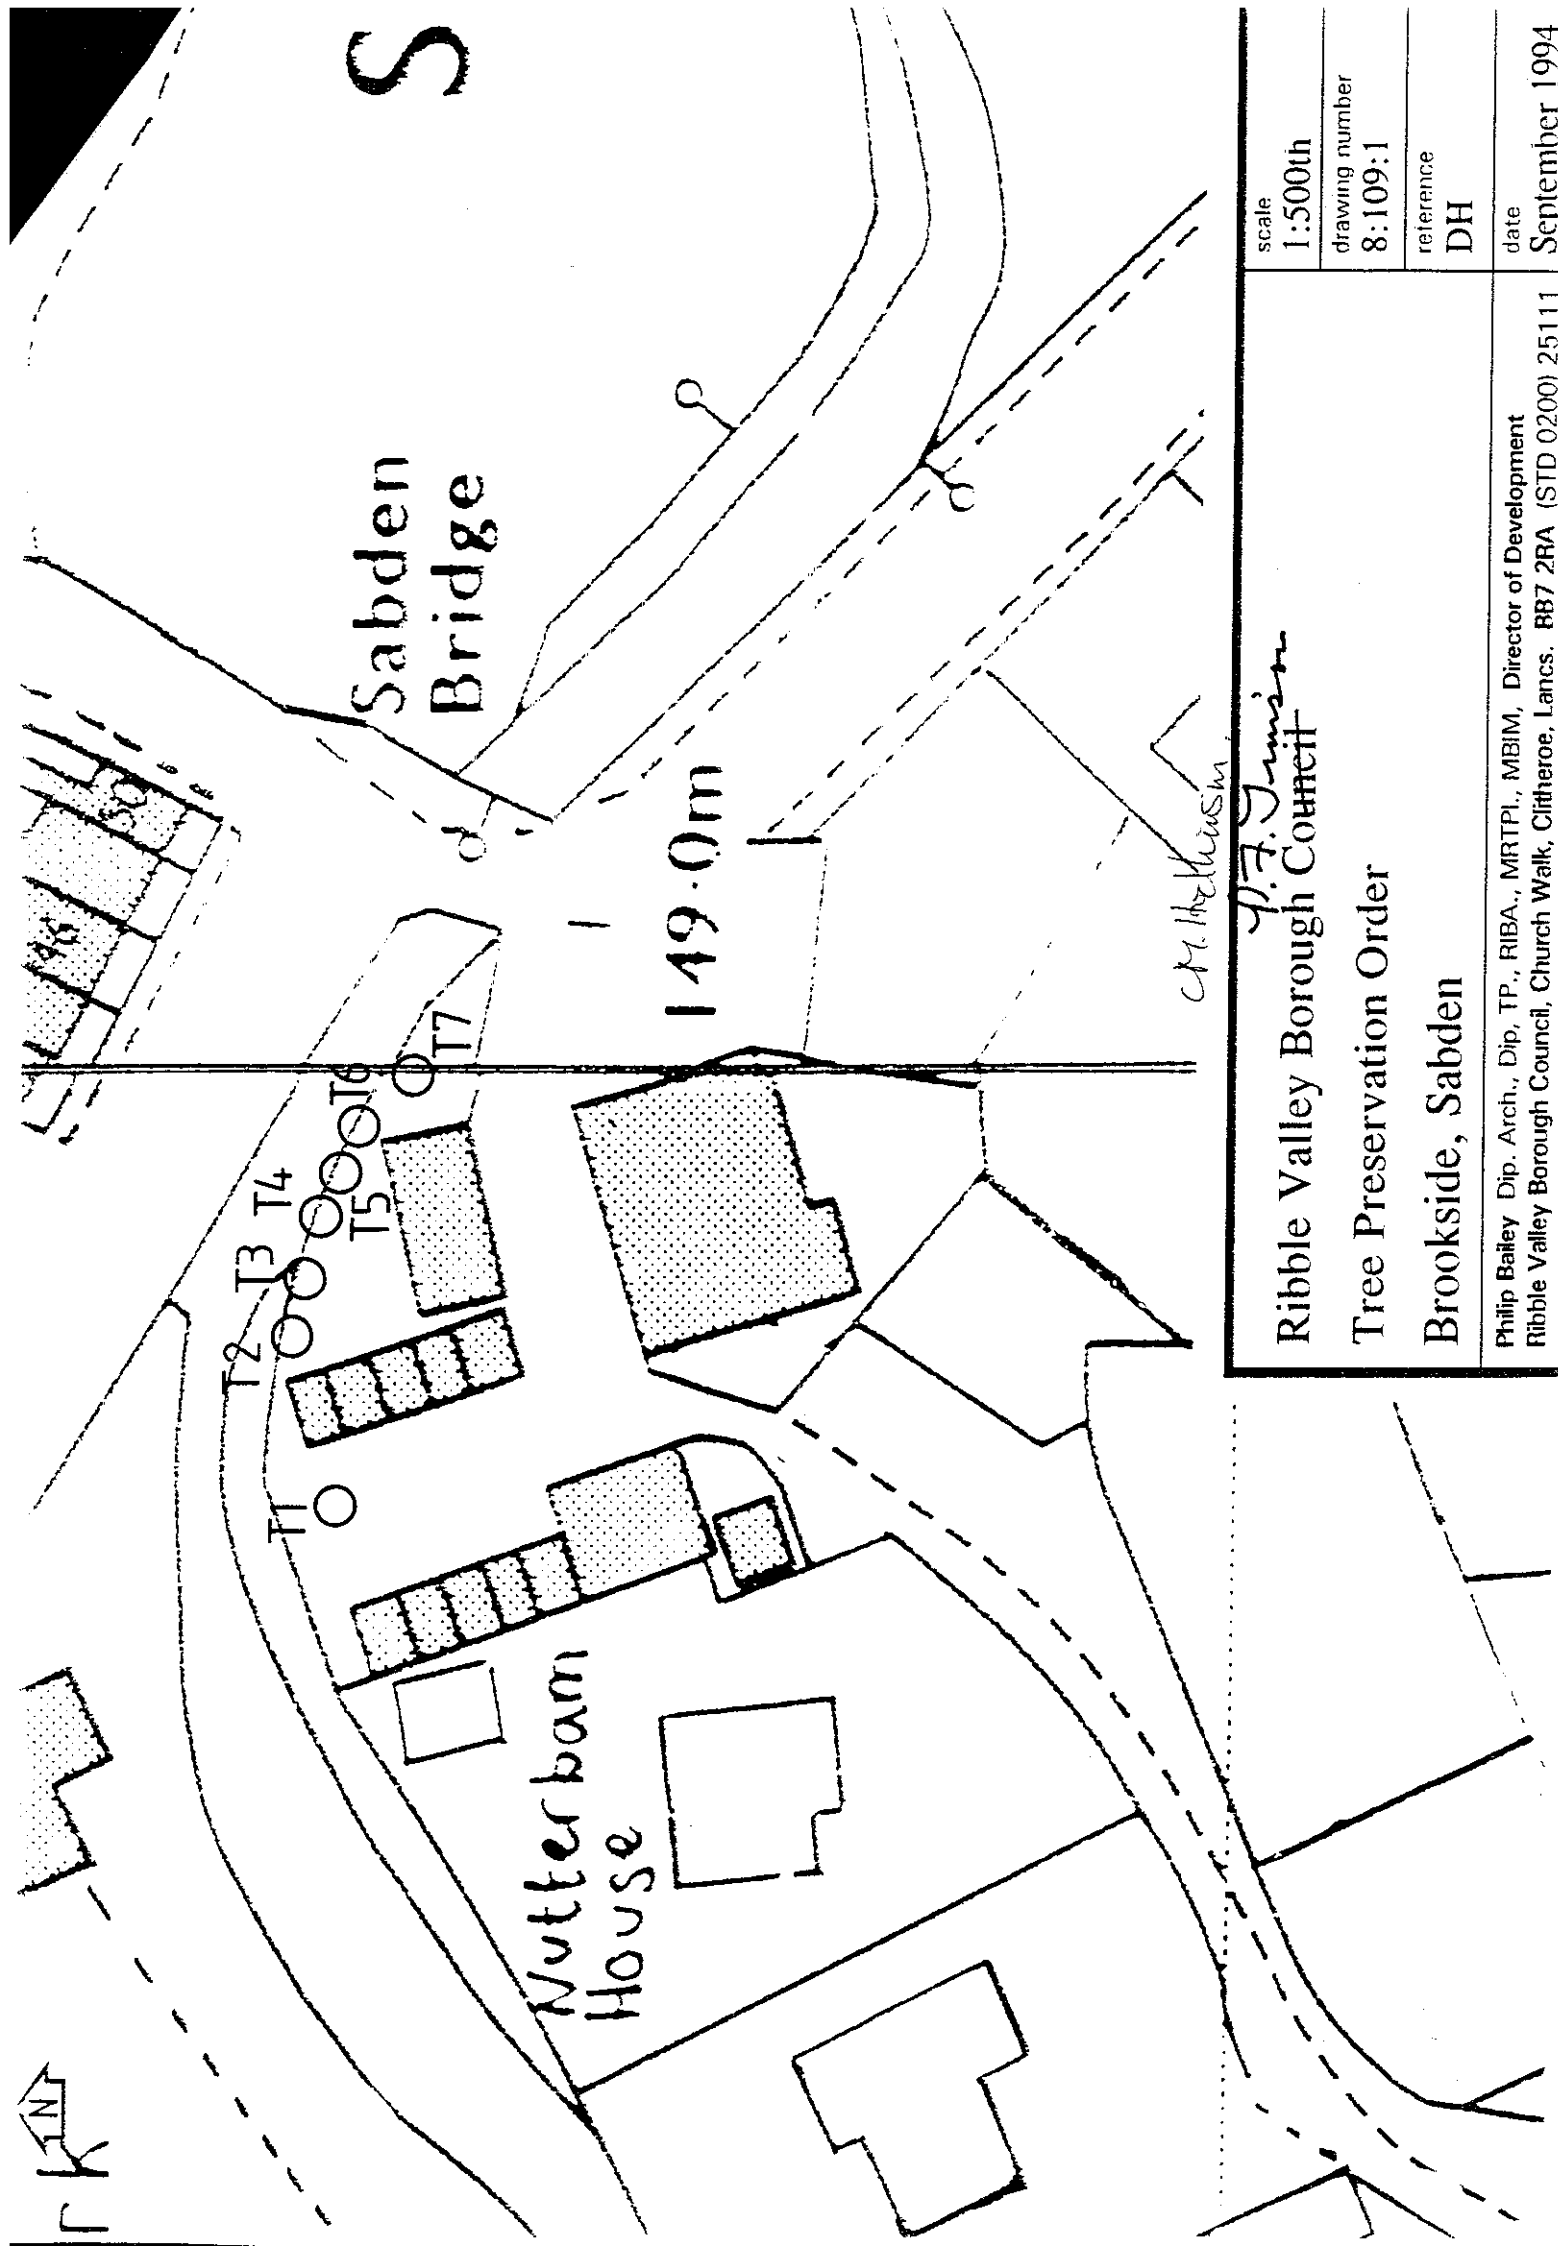 r k
N
S
46
50
Sabden
Bridge
T1
T2
T3
T4
T5
T6
T7
149.0m
Nutterbarn
House
Ribble Valley Borough Council
Tree Preservation Order
Brookside, Sabden
Philip Bailey Dip. Arch., Dip, TP., RIBA., MRTPI., MBIM, Director of Development
Ribble Valley Borough Council, Church Walk, Clitheroe, Lancs. BB7 2RA (STD 0200) 25111
scale
1:500th
drawing number
8:109:1
reference
DH
date
September 1994